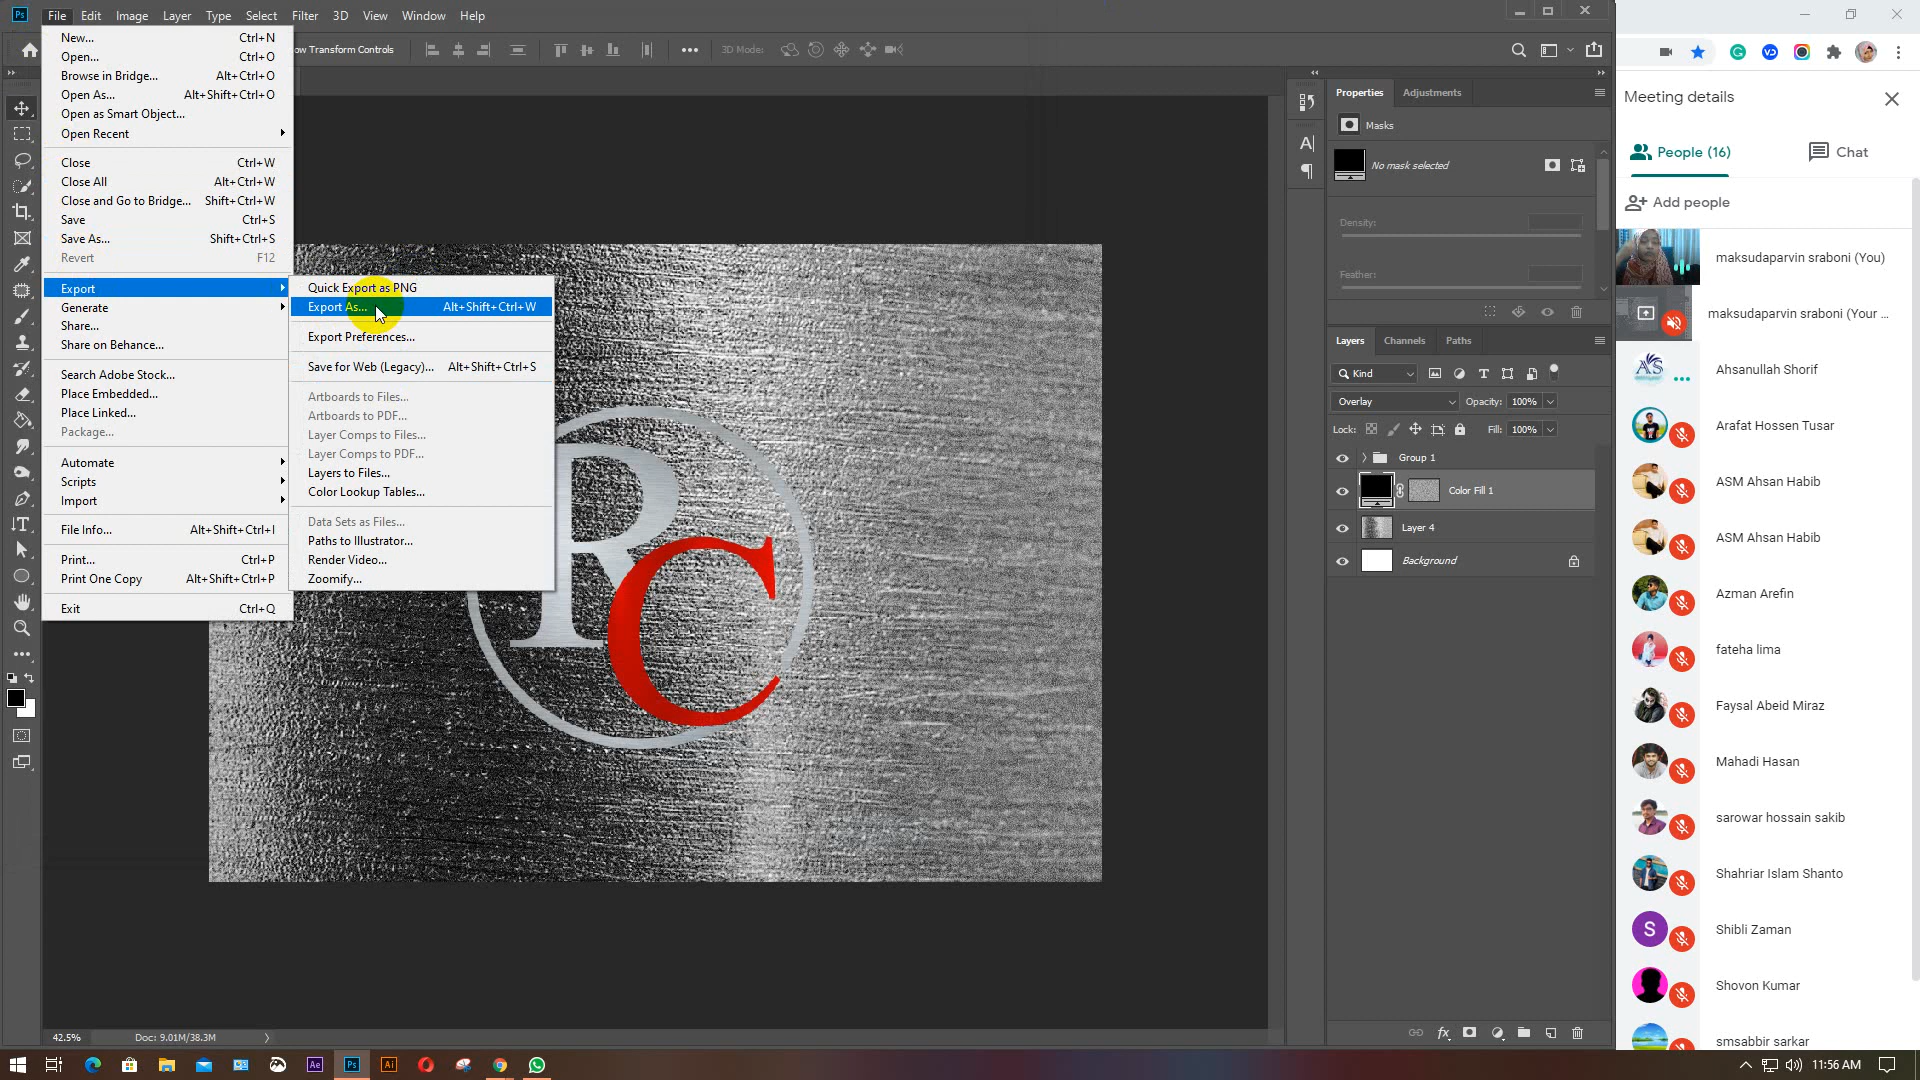 Ps File Edit Image Layer Type Select Filter 3D View Window Help
ow Transform Controls 3D Mode:
New... Ctrl+N
Open... Ctrl+O
Browse in Bridge... Alt+Ctrl+O
Open As... Alt+Shift+Ctrl+O
Open as Smart Object...
Open Recent
Close Ctrl+W
Close All Alt+Ctrl+W
Close and Go to Bridge... Shift+Ctrl+W
Save Ctrl+S
Save As... Shift+Ctrl+S
Revert F12
Export
Generate
Share...
Share on Behance...
Search Adobe Stock...
Place Embedded...
Place Linked...
Package...
Automate
Scripts
Import
File Info... Alt+Shift+Ctrl+I
Print... Ctrl+P
Print One Copy Alt+Shift+Ctrl+P
Exit Ctrl+Q
Quick Export as PNG
Export As... Alt+Shift+Ctrl+W
Export Preferences...
Save for Web (Legacy)... Alt+Shift+Ctrl+S
Artboards to Files...
Artboards to PDF...
Layer Comps to Files...
Layer Comps to PDF...
Layers to Files...
Color Lookup Tables...
Data Sets as Files...
Paths to Illustrator...
Render Video...
Zoomify...
RC
42.5% Doc: 9.01M/38.3M
Properties Adjustments
Masks
No mask selected
Density:
Feather:
Layers Channels Paths
Kind
Overlay Opacity: 100%
Lock: Fill: 100%
Group 1
Color Fill 1
Layer 4
Background
fx
Meeting details
People (16) Chat
Add people
maksudaparvin sraboni (You)
maksudaparvin sraboni (Your ...
Ahsanullah Shorif
Arafat Hossen Tusar
ASM Ahsan Habib
ASM Ahsan Habib
Azman Arefin
fateha lima
Faysal Abeid Miraz
Mahadi Hasan
sarowar hossain sakib
Shahriar Islam Shanto
S Shibli Zaman
Shovon Kumar
smsabbir sarkar
Ae Ps Ai
11:56 AM